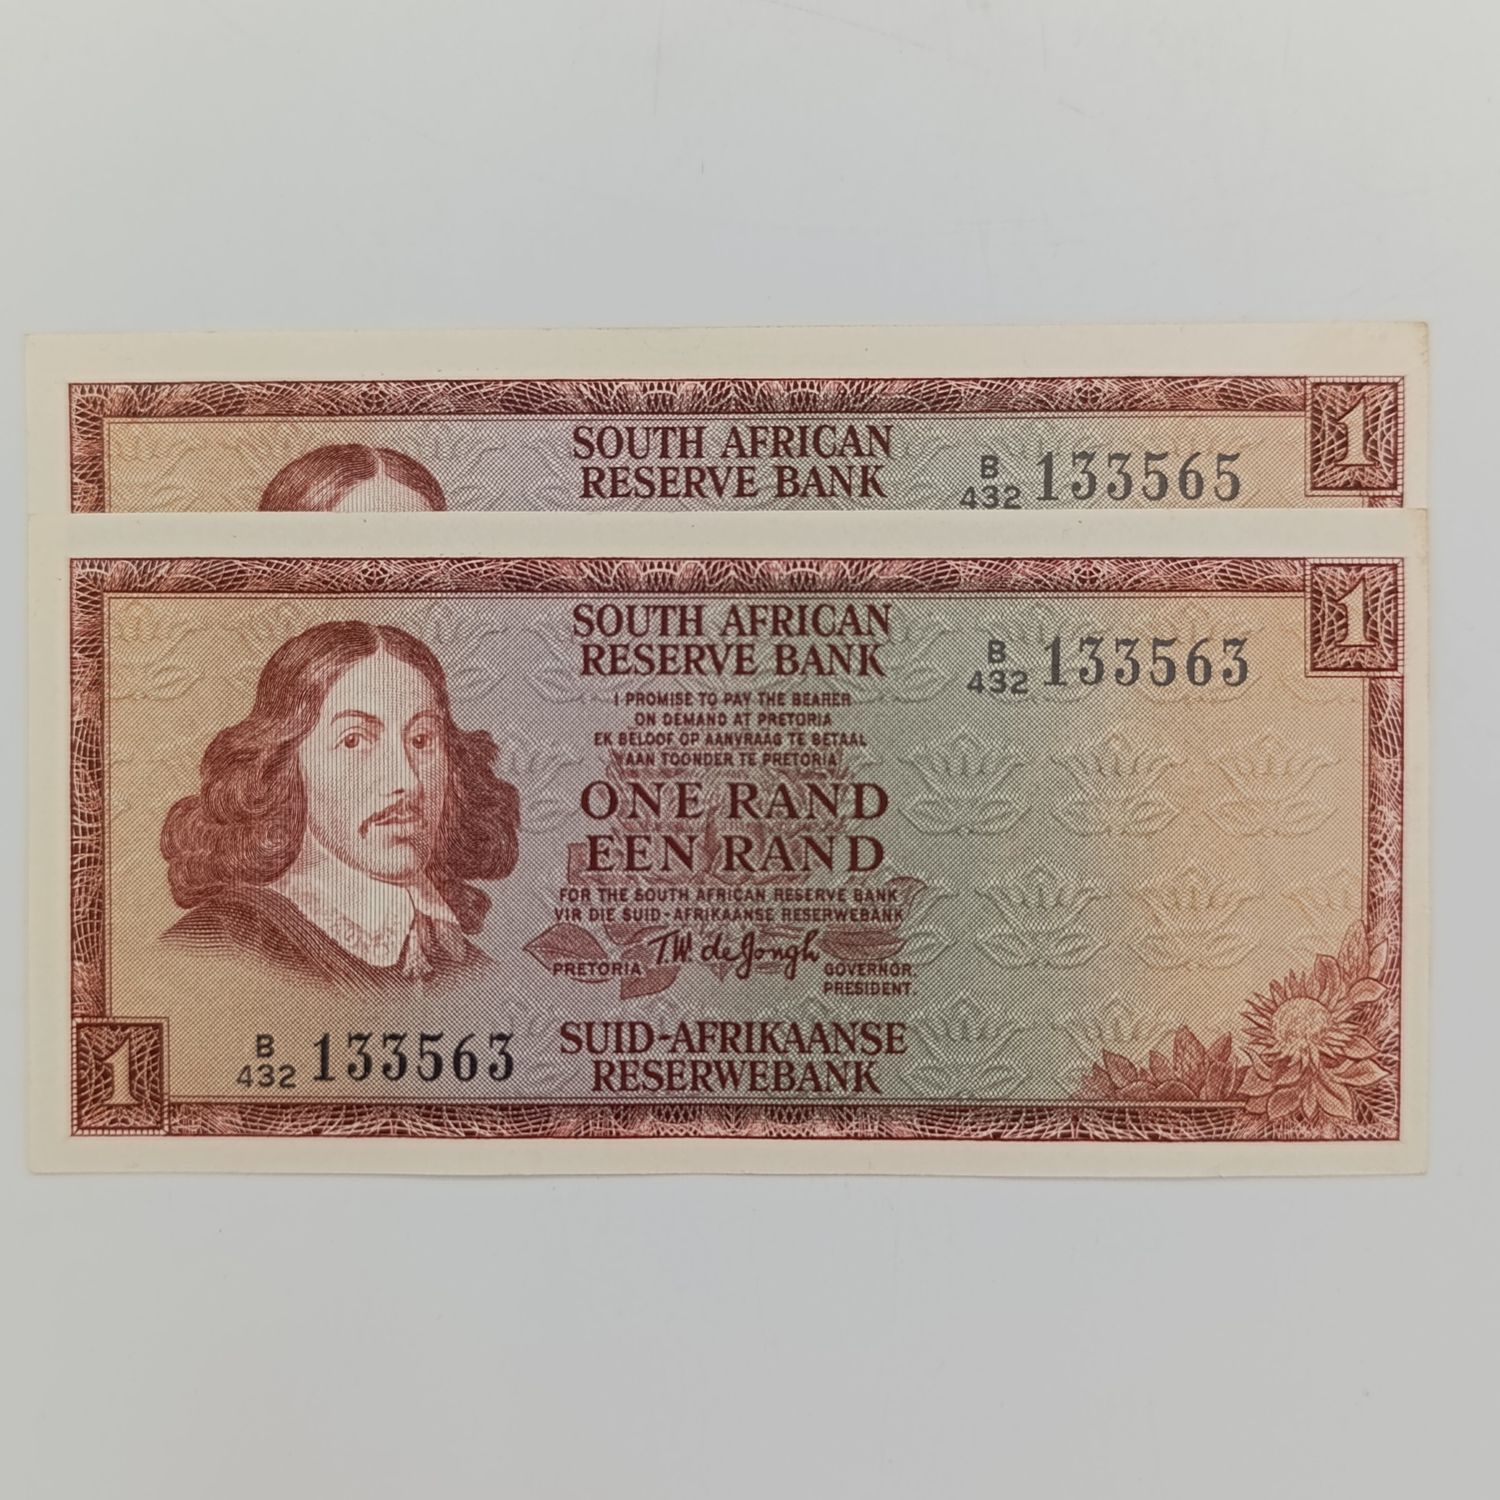 1
SOUTH AFRICAN
RESERVE BANK
B
432 133565
1
SOUTH AFRICAN
RESERVE BANK
B
432 133563
I PROMISE TO PAY THE BEARER
ON DEMAND AT PRETORIA
EK BELOOF OP AANVRAAG TE BETAAL
AAN TOONDER TE PRETORIA
ONE RAND
EEN RAND
FOR THE SOUTH AFRICAN RESERVE BANK
VIR DIE SUID-AFRIKAANSE RESERWEBANK
T.W. de Jongh
PRETORIA
GOVERNOR.
PRESIDENT.
1
B
432 133563
SUID-AFRIKAANSE
RESERWEBANK